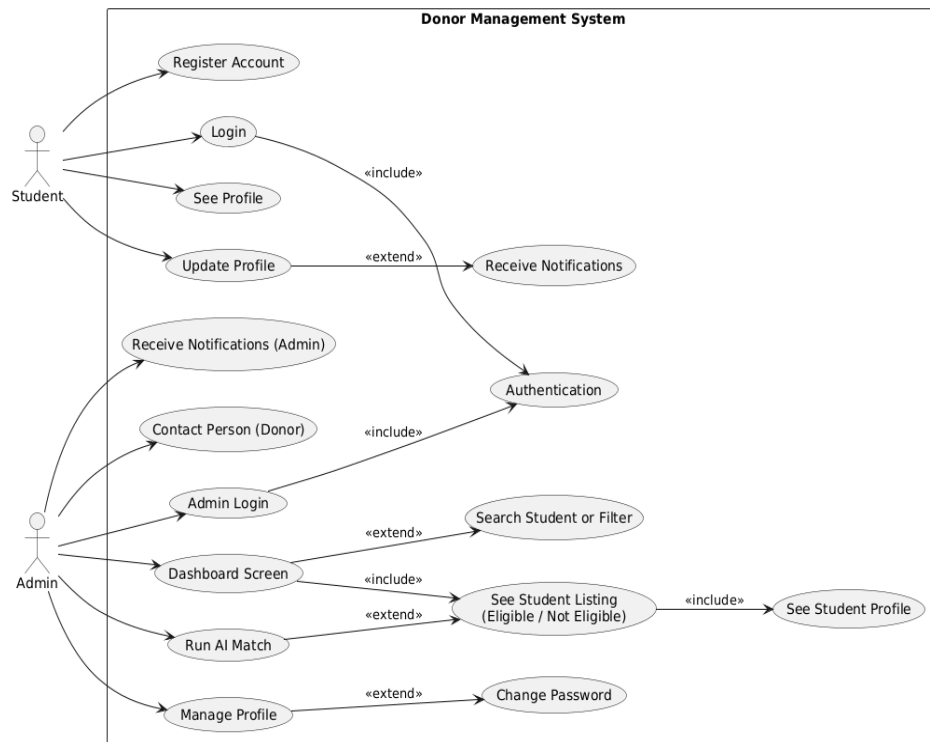 Donor Management System
Register Account
Login
«include»
Student
See Profile
Update Profile
«extend»
Receive Notifications
Receive Notifications (Admin)
Authentication
Contact Person (Donor)
«include»
Admin Login
Search Student or Filter
«extend»
Admin
Dashboard Screen
«include»
See Student Listing
(Eligible / Not Eligible)
«include»
See Student Profile
«extend»
Run AI Match
«extend»
Change Password
Manage Profile